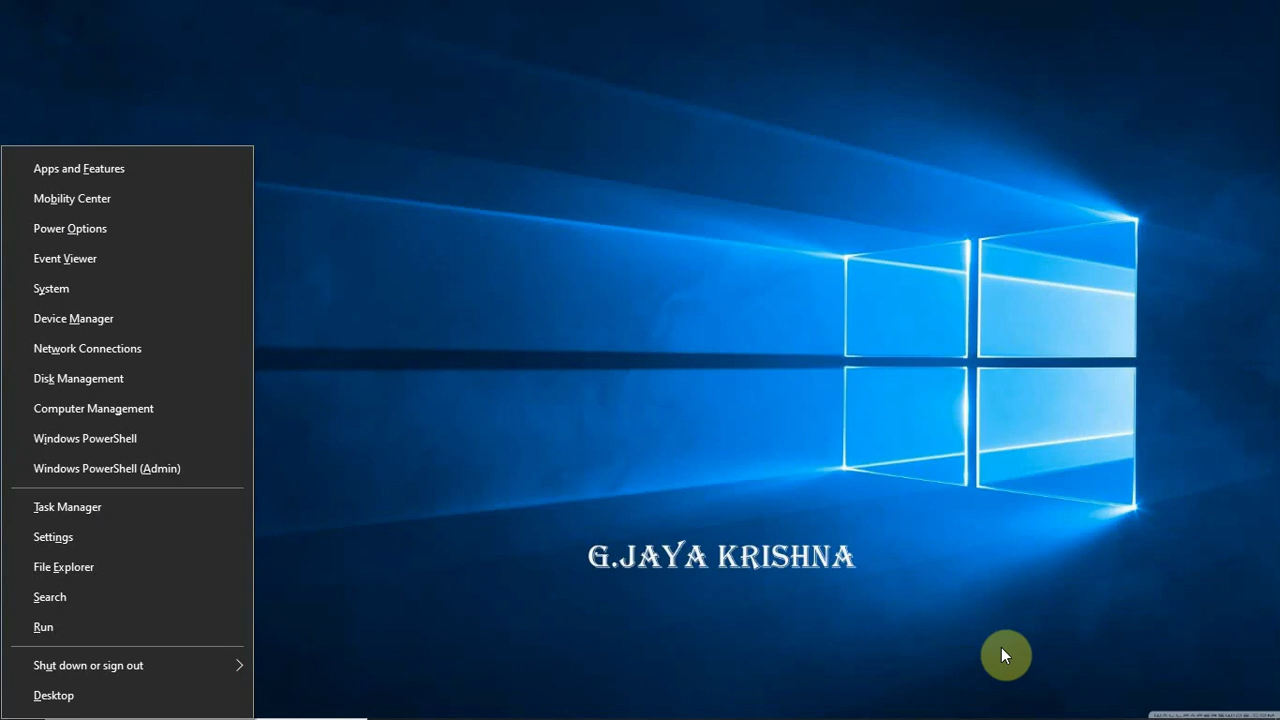 Apps and Features
Mobility Center
Power Options
Event Viewer
System
Device Manager
Network Connections
Disk Management
Computer Management
Windows PowerShell
Windows PowerShell (Admin)
Task Manager
Settings
File Explorer
Search
Run
Shut down or sign out
Desktop
G.JAYA KRISHNA
WALLPAPERSWIDE.COM